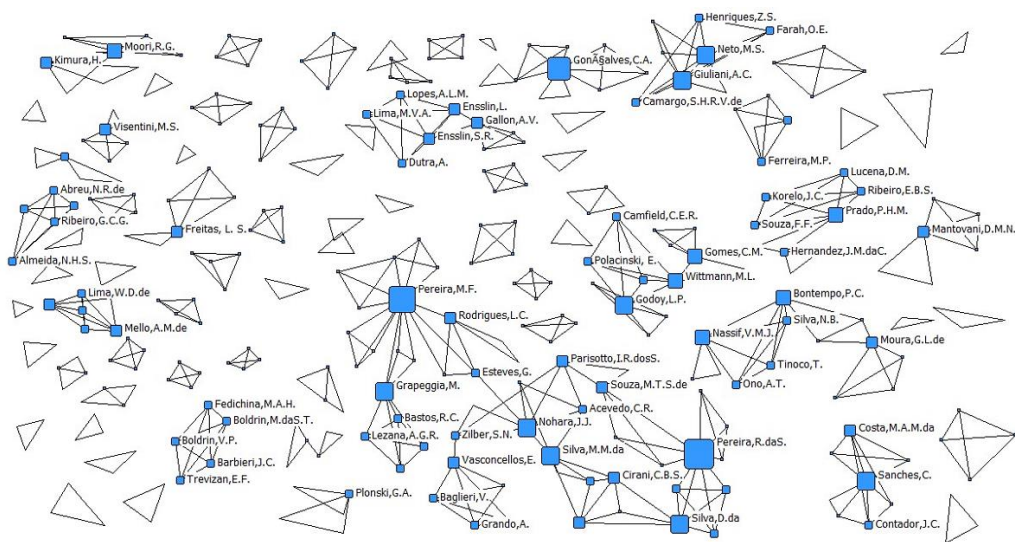 Henriques,Z.S.
Farah,O.E.
Moori,R.G.
Neto,M.S.
Kimura,H.
GonÃ§alves,C.A.
Giuliani,A.C.
Lopes,A.L.M.
Camargo,S.H.R.V.de
Lima,M.V.A.
Ensslin,L.
Gallon,A.V.
Visentini,M.S.
Ensslin,S.R.
Dutra,A.
Ferreira,M.P.
Lucena,D.M.
Abreu,N.R.de
Korelo,J.C.
Ribeiro,E.B.S.
Ribeiro,G.C.G.
Camfield,C.E.R.
Prado,P.H.M.
Freitas, L. S.
Souza,F.F.
Mantovani,D.M.N.
Almeida,N.H.S.
Polacinski, E.
Gomes,C.M.
Hernandez,J.M.daC.
Wittmann,M.L.
Lima,W.D.de
Pereira,M.F.
Bontempo,P.C.
Godoy,L.P.
Rodrigues,L.C.
Silva,N.B.
Mello,A.M.de
Nassif,V.M.J.
Moura,G.L.de
Parisotto,I.R.dosS.
Tinoco,T.
Esteves,G.
Grapeggia,M.
Souza,M.T.S.de
Ono,A.T.
Fedichina,M.A.H.
Acevedo,C.R.
Boldrin,M.daS.T.
Bastos,R.C.
Nohara,J.J.
Costa,M.A.M.da
Boldrin,V.P.
Lezana,A.G.R.
Zilber,S.N.
Pereira,R.daS.
Barbieri,J.C.
Vasconcellos,E.
Silva,M.M.da
Trevizan,E.F.
Cirani,C.B.S.
Sanches,C.
Plonski,G.A.
Baglieri,V.
Grando,A.
Silva,D.da
Contador,J.C.